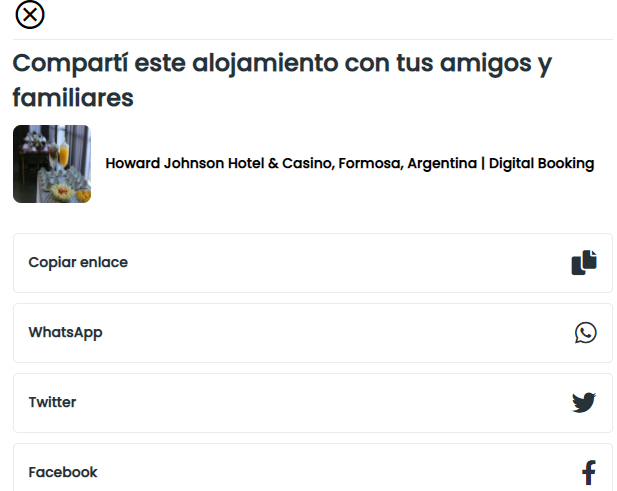 Compartí este alojamiento con tus amigos y
familiares
Howard Johnson Hotel & Casino, Formosa, Argentina | Digital Booking
Copiar enlace
WhatsApp
Twitter
Facebook